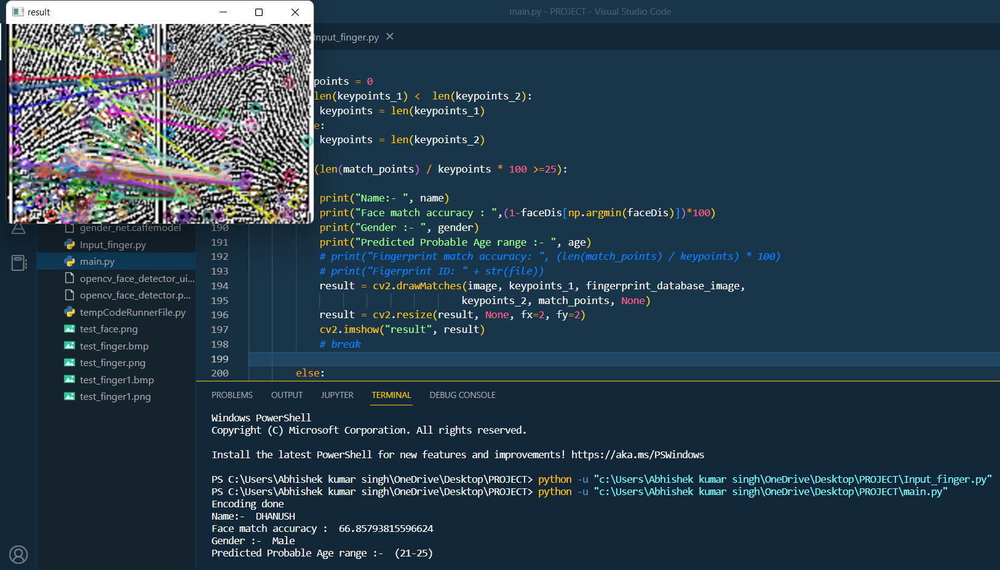 result
main.py - PROJECT - Visual Studio Code
Input_finger.py
points = 0
len(keypoints_1) < len(keypoints_2):
keypoints = len(keypoints_1)
e:
keypoints = len(keypoints_2)
(len(match_points) / keypoints * 100 >=25):
print("Name:- ", name)
print("Face match accuracy : ",(1-faceDis[np.argmin(faceDis)])*100)
190 print("Gender :- ", gender)
191 print("Predicted Probable Age range :- ", age)
192 # print("Fingerprint match accuracy: ", (len(match_points) / keypoints) * 100)
193 # print("Figerprint ID: " + str(file))
194 result = cv2.drawMatches(image, keypoints_1, fingerprint_database_image,
195 keypoints_2, match_points, None)
196 result = cv2.resize(result, None, fx=2, fy=2)
197 cv2.imshow("result", result)
198 # break
199
200 else:
gender_net.caffemodel
Input_finger.py
main.py
opencv_face_detector_ui...
opencv_face_detector.p...
tempCodeRunnerFile.py
test_face.png
test_finger.bmp
test_finger.png
test_finger1.bmp
test_finger1.png
PROBLEMS OUTPUT JUPYTER TERMINAL DEBUG CONSOLE
Windows PowerShell
Copyright (C) Microsoft Corporation. All rights reserved.
Install the latest PowerShell for new features and improvements! https://aka.ms/PSWindows
PS C:\Users\Abhishek kumar singh\OneDrive\Desktop\PROJECT> python -u "c:\Users\Abhishek kumar singh\OneDrive\Desktop\PROJECT\Input_finger.py"
PS C:\Users\Abhishek kumar singh\OneDrive\Desktop\PROJECT> python -u "c:\Users\Abhishek kumar singh\OneDrive\Desktop\PROJECT\main.py"
Encoding done
Name:-  DHANUSH
Face match accuracy :  66.85793815596624
Gender :-  Male
Predicted Probable Age range :-  (21-25)